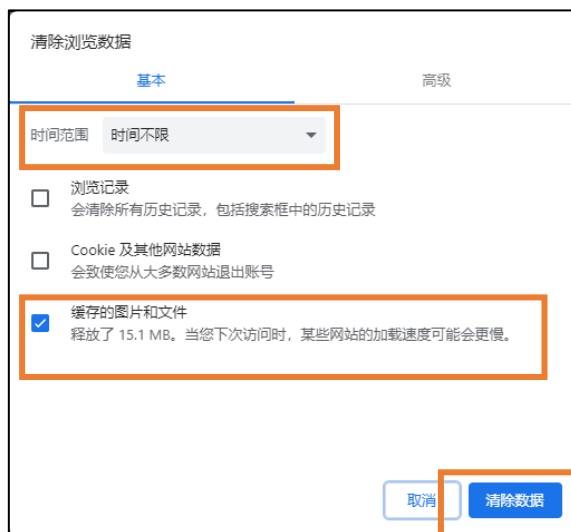 清除浏览数据
基本 高级
时间范围 时间不限
浏览记录
会清除所有历史记录，包括搜索框中的历史记录
Cookie 及其他网站数据
会致使您从大多数网站退出账号
缓存的图片和文件
释放了 15.1 MB。当您下次访问时，某些网站的加载速度可能会更慢。
取消 清除数据